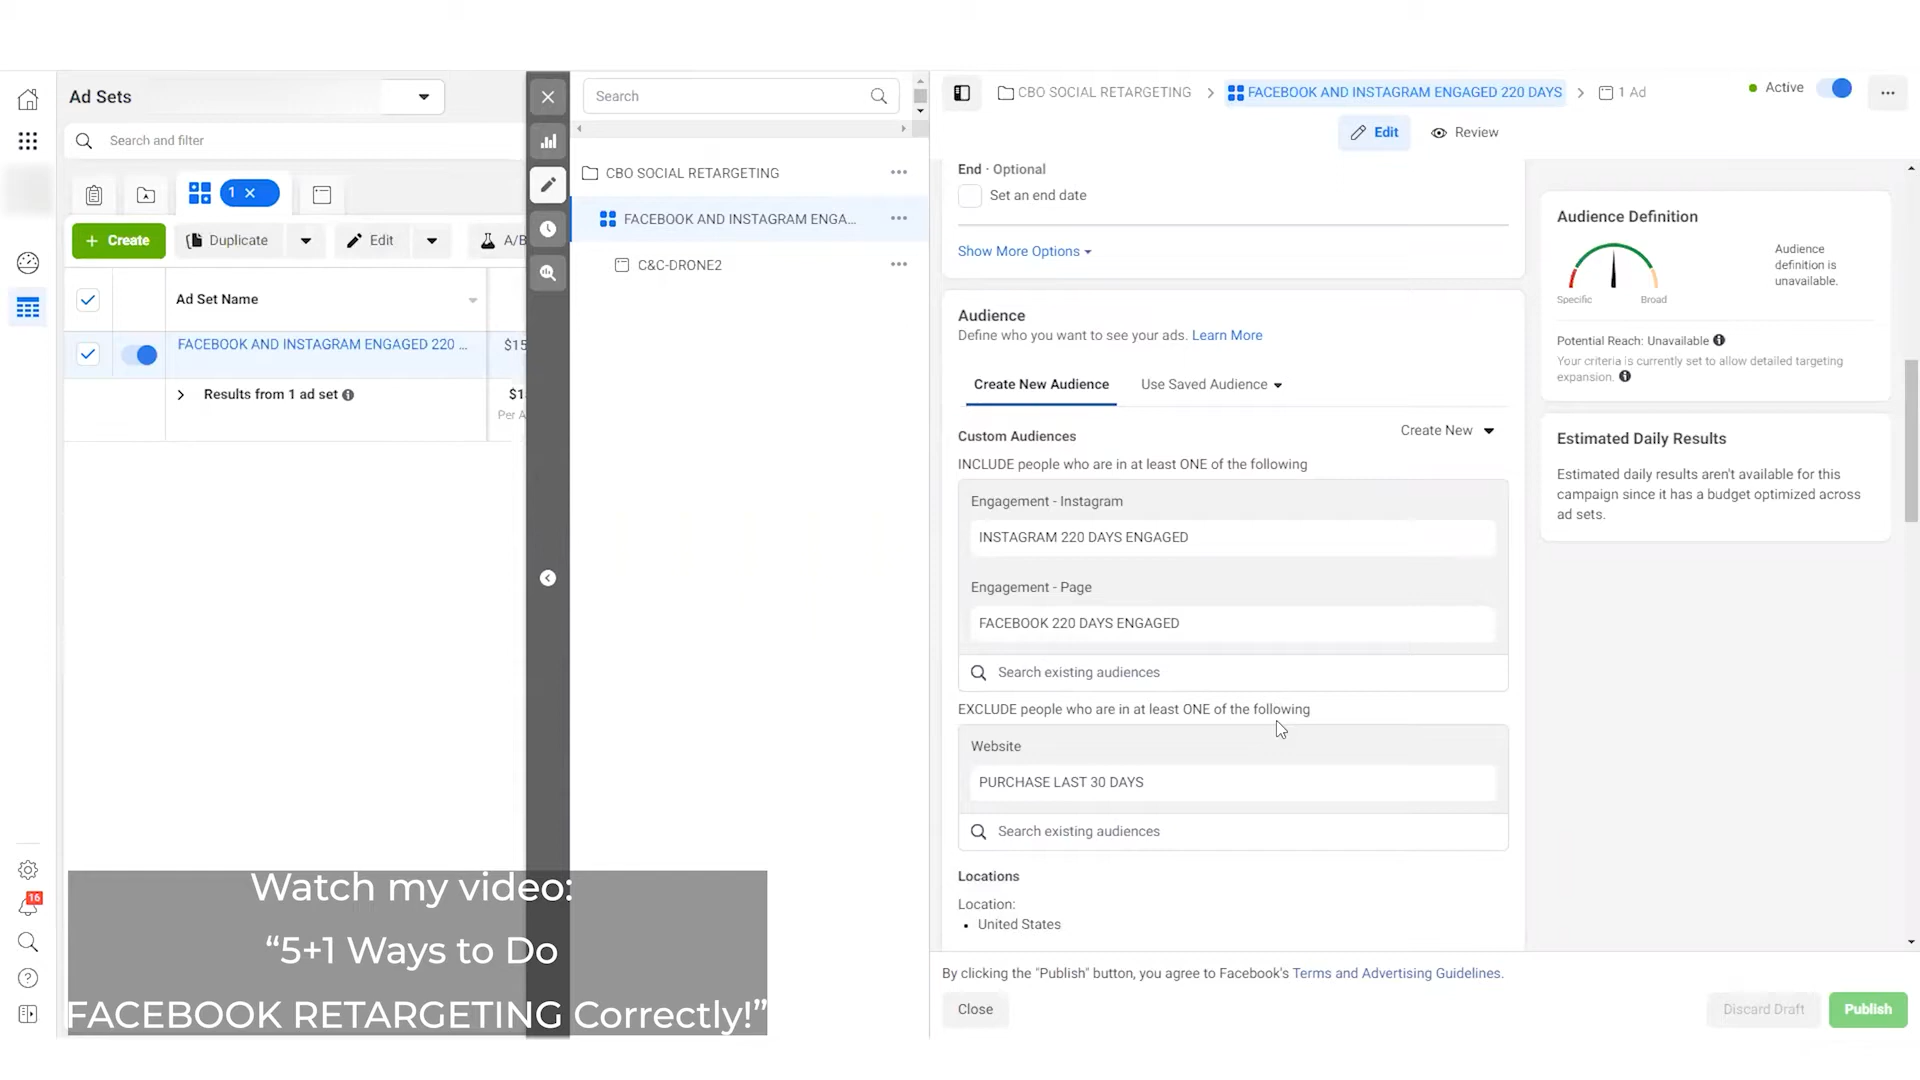 Ad Sets
Search and filter
1
Create
Duplicate
Edit
A/B
Ad Set Name
FACEBOOK AND INSTAGRAM ENGAGED 220 ...
$15
Results from 1 ad set
$1
Per A
16
Watch my video:
“5+1 Ways to Do
FACEBOOK RETARGETING Correctly!”
Search
CBO SOCIAL RETARGETING
FACEBOOK AND INSTAGRAM ENGA...
C&C-DRONE2
CBO SOCIAL RETARGETING
FACEBOOK AND INSTAGRAM ENGAGED 220 DAYS
1 Ad
Active
Edit
Review
End · Optional
Set an end date
Show More Options
Audience
Define who you want to see your ads. Learn More
Create New Audience
Use Saved Audience
Custom Audiences
Create New
INCLUDE people who are in at least ONE of the following
Engagement - Instagram
INSTAGRAM 220 DAYS ENGAGED
Engagement - Page
FACEBOOK 220 DAYS ENGAGED
Search existing audiences
EXCLUDE people who are in at least ONE of the following
Website
PURCHASE LAST 30 DAYS
Search existing audiences
Locations
Location:
United States
Audience Definition
Specific
Broad
Audience
definition is
unavailable.
Potential Reach: Unavailable
Your criteria is currently set to allow detailed targeting
expansion.
Estimated Daily Results
Estimated daily results aren't available for this
campaign since it has a budget optimized across
ad sets.
By clicking the "Publish" button, you agree to Facebook's Terms and Advertising Guidelines.
Close
Discard Draft
Publish